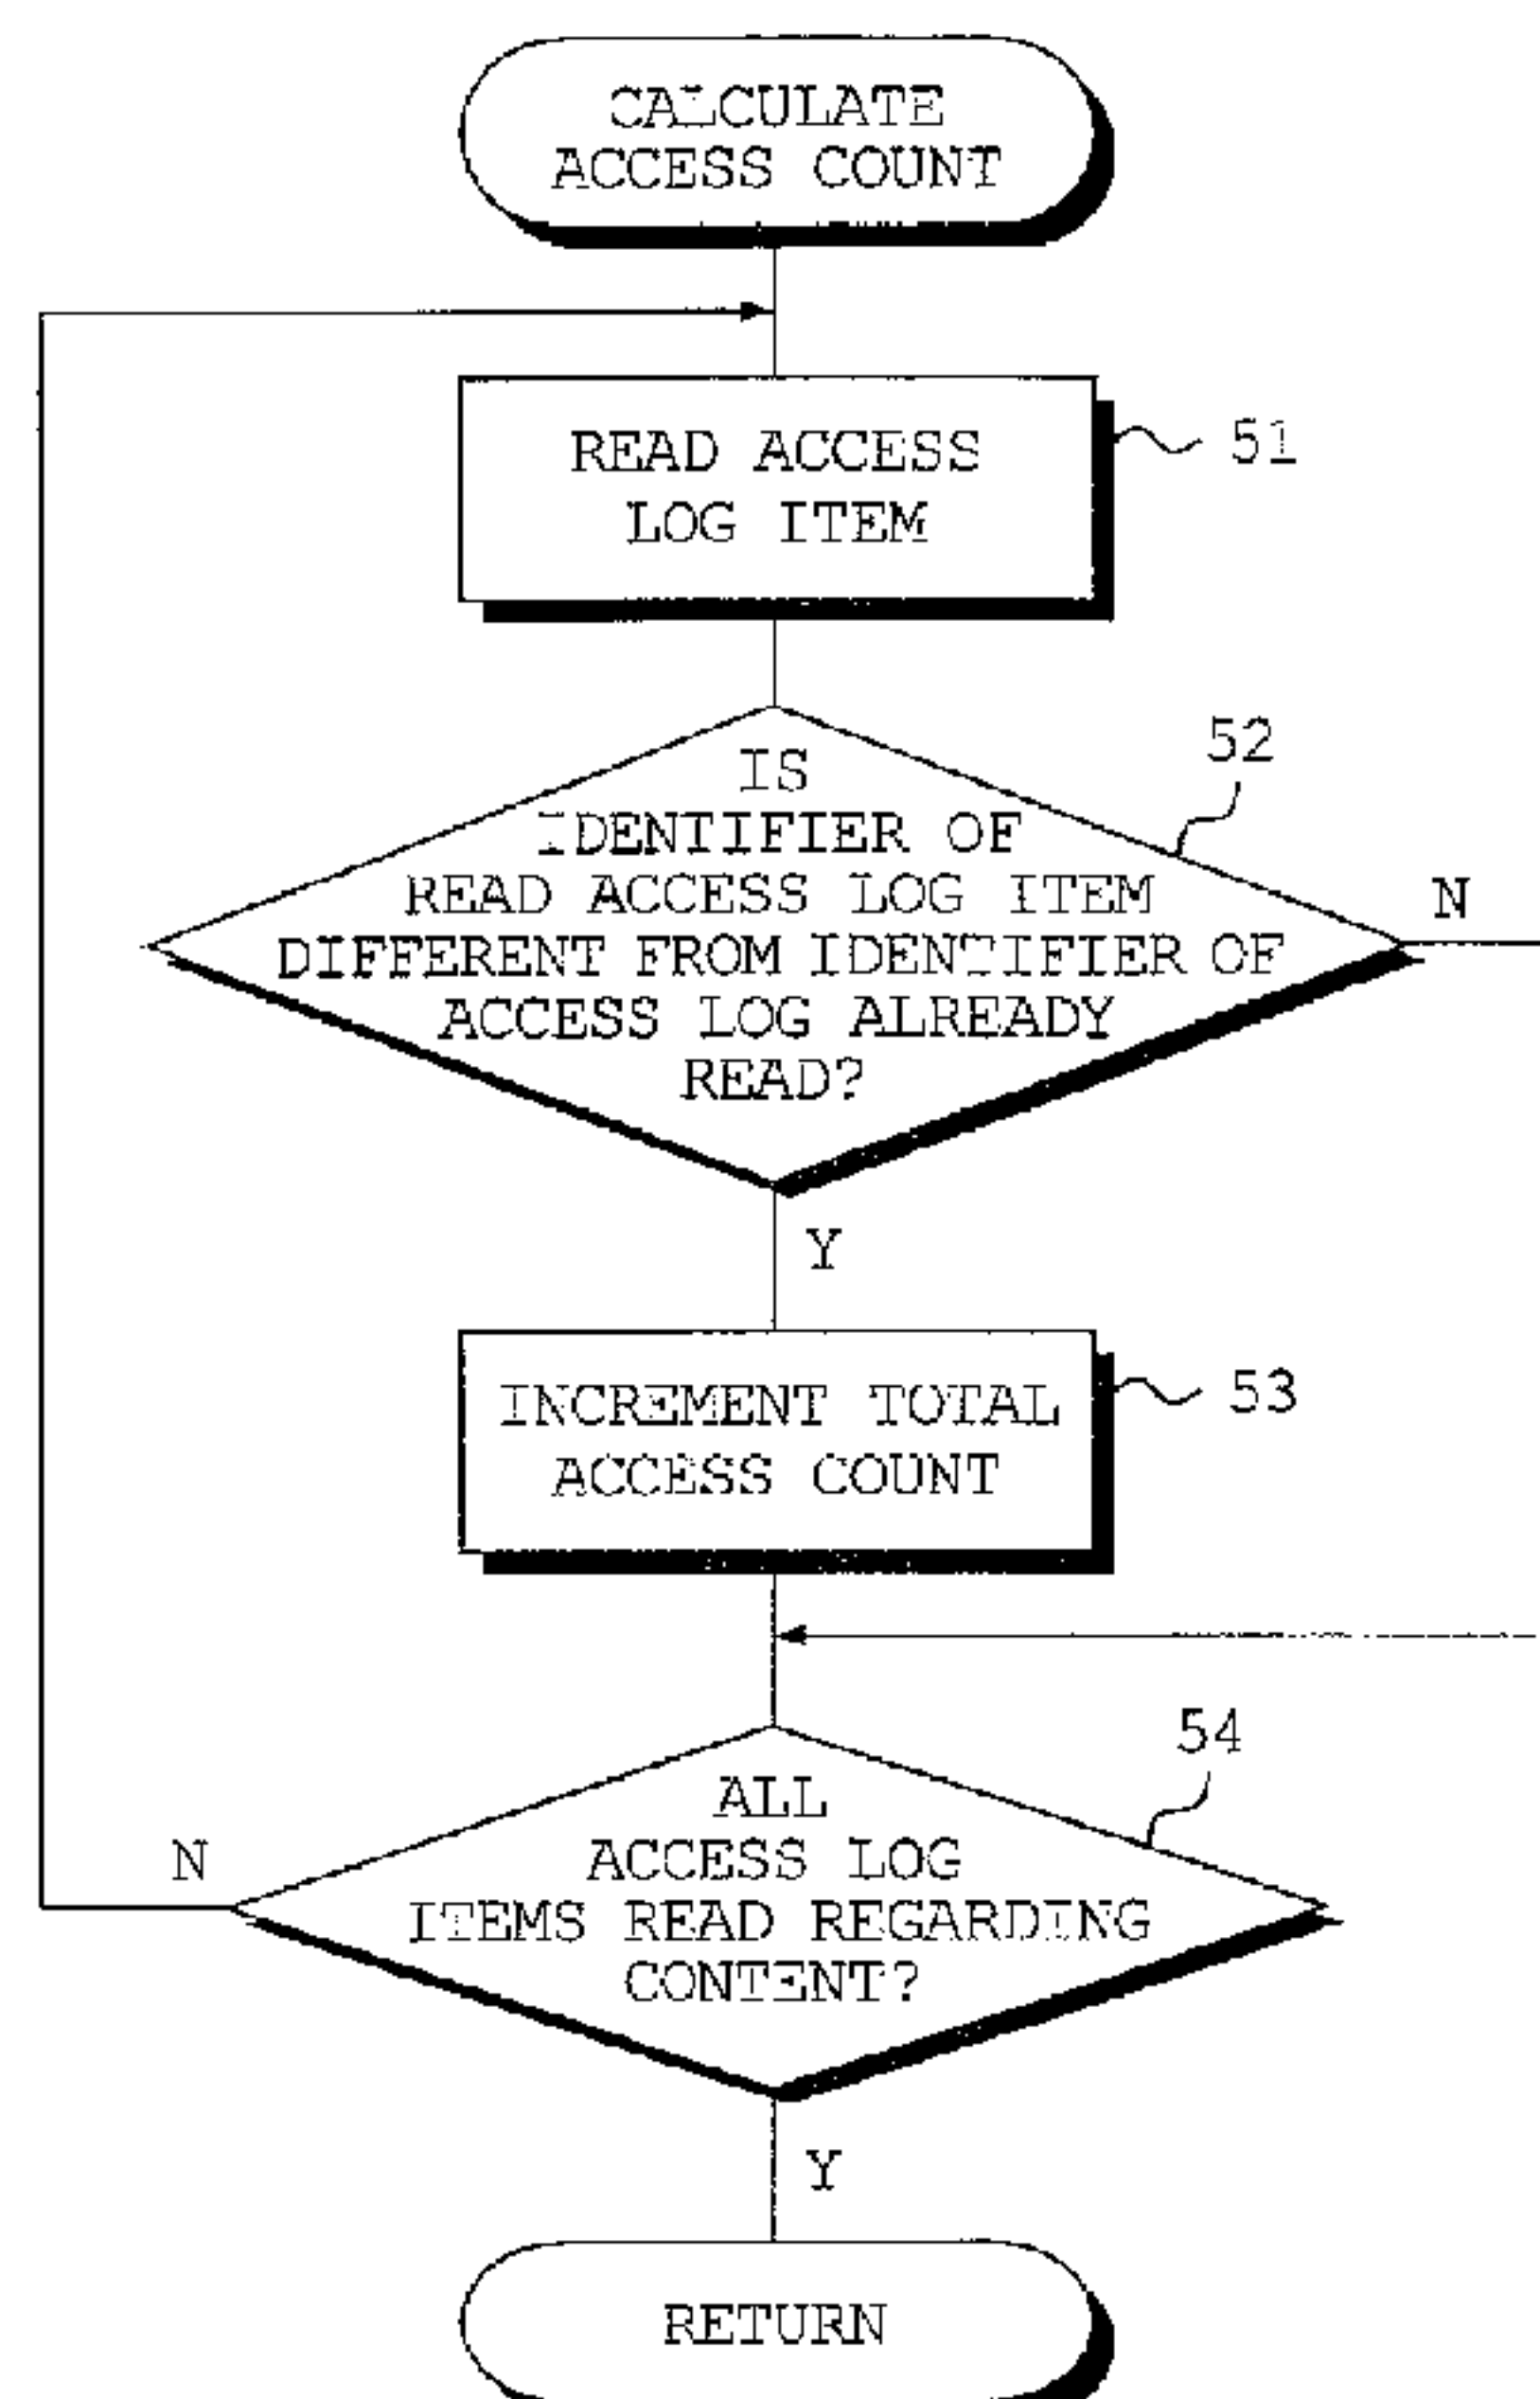 CALCULATE
ACCESS COUNT
READ ACCESS
LOG ITEM
51
52
IS
IDENTIFIER OF
READ ACCESS LOG ITEM
DIFFERENT FROM IDENTIFIER OF
ACCESS LOG ALREADY
READ?
N
Y
INCREMENT TOTAL
ACCESS COUNT
53
54
ALL
ACCESS LOG
ITEMS READ REGARDING
CONTENT?
N
Y
RETURN